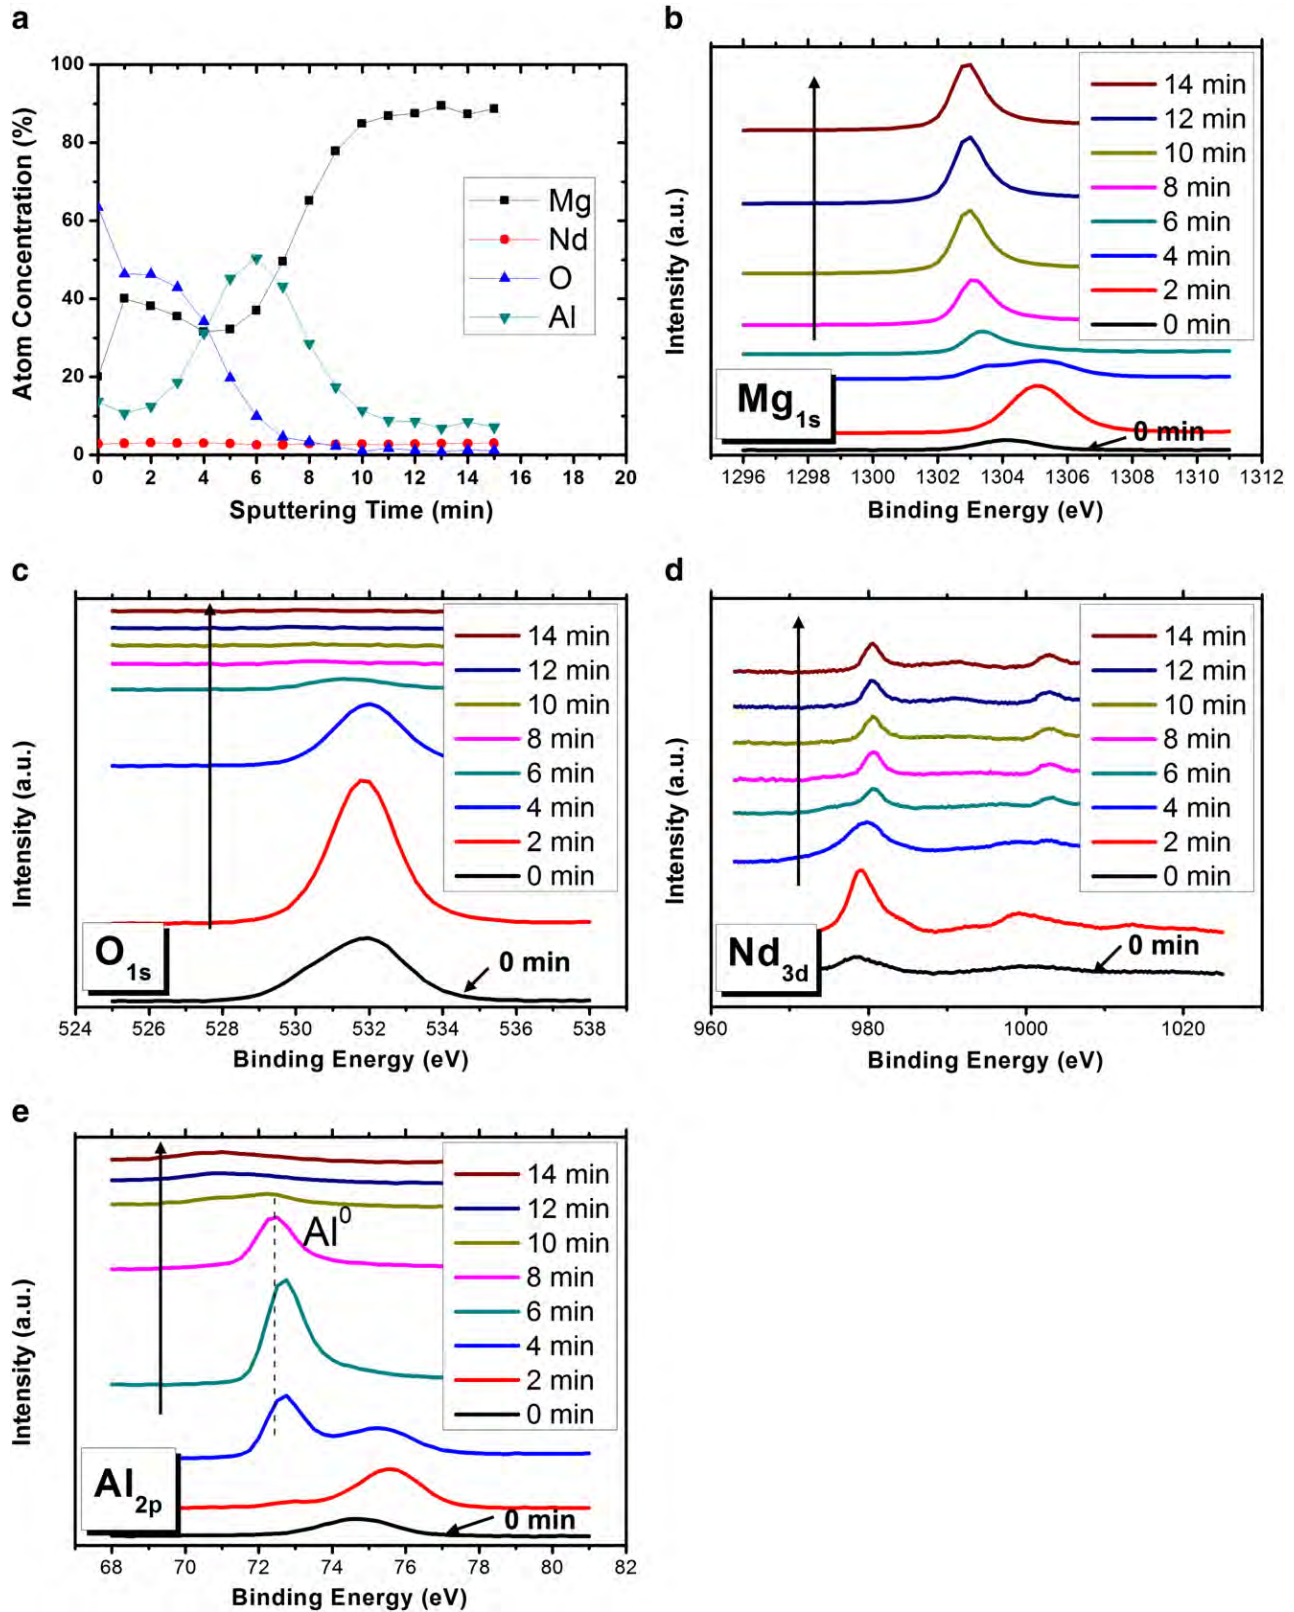 a
100
80
60
40
20
0
Atom Concentration (%)
Mg
Nd
O
Al
0 2 4 6 8 10 12 14 16 18 20
Sputtering Time (min)
b
Intensity (a.u.)
14 min
12 min
10 min
8 min
6 min
4 min
2 min
0 min
Mg1s
0 min
1296 1298 1300 1302 1304 1306 1308 1310 1312
Binding Energy (eV)
c
Intensity (a.u.)
14 min
12 min
10 min
8 min
6 min
4 min
2 min
0 min
O1s
0 min
524 526 528 530 532 534 536 538
Binding Energy (eV)
d
Intensity (a.u.)
14 min
12 min
10 min
8 min
6 min
4 min
2 min
0 min
Nd3d
0 min
960 980 1000 1020
Binding Energy (eV)
e
Intensity (a.u.)
14 min
12 min
10 min
8 min
6 min
4 min
2 min
0 min
Al0
Al2p
0 min
68 70 72 74 76 78 80 82
Binding Energy (eV)